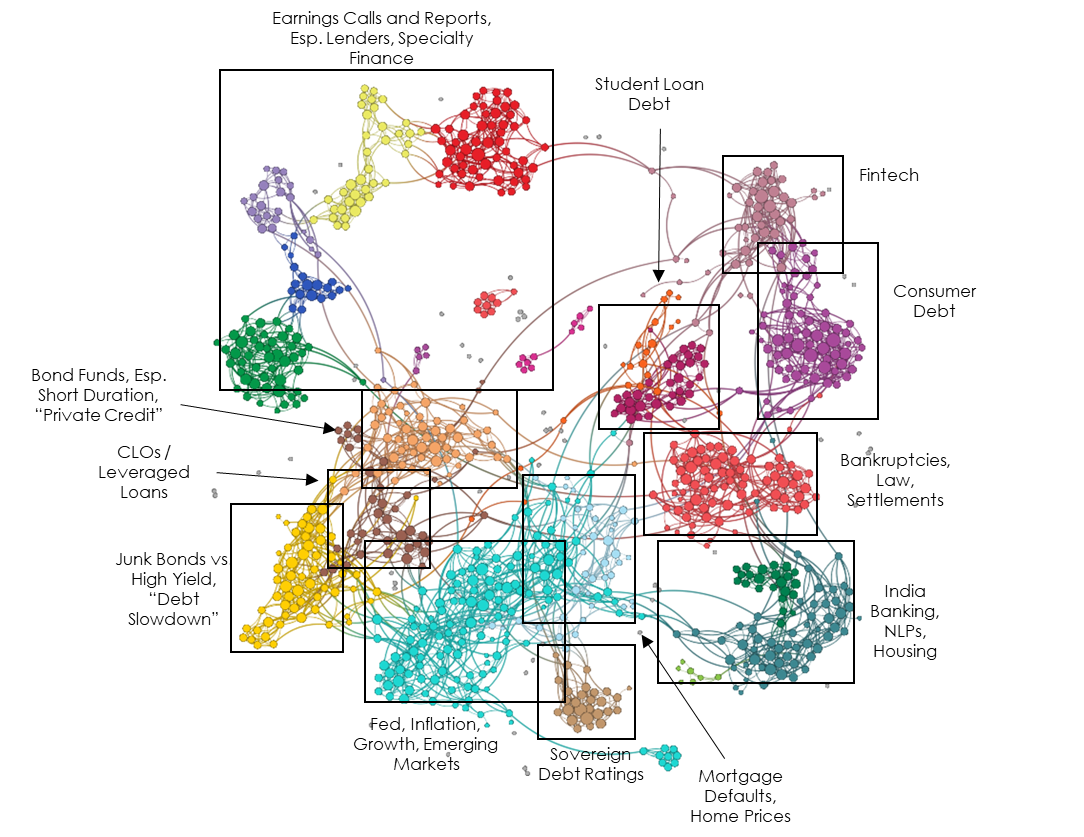 Earnings Calls and Reports,
Esp. Lenders, Specialty
Finance
Student Loan
Debt
Fintech
Consumer
Debt
Bond Funds, Esp.
Short Duration,
“Private Credit”
CLOs /
Leveraged
Loans
Bankruptcies,
Law,
Settlements
Junk Bonds vs
High Yield,
“Debt
Slowdown”
India
Banking,
NLPs,
Housing
Fed, Inflation,
Growth, Emerging
Markets
Sovereign
Debt Ratings
Mortgage
Defaults,
Home Prices